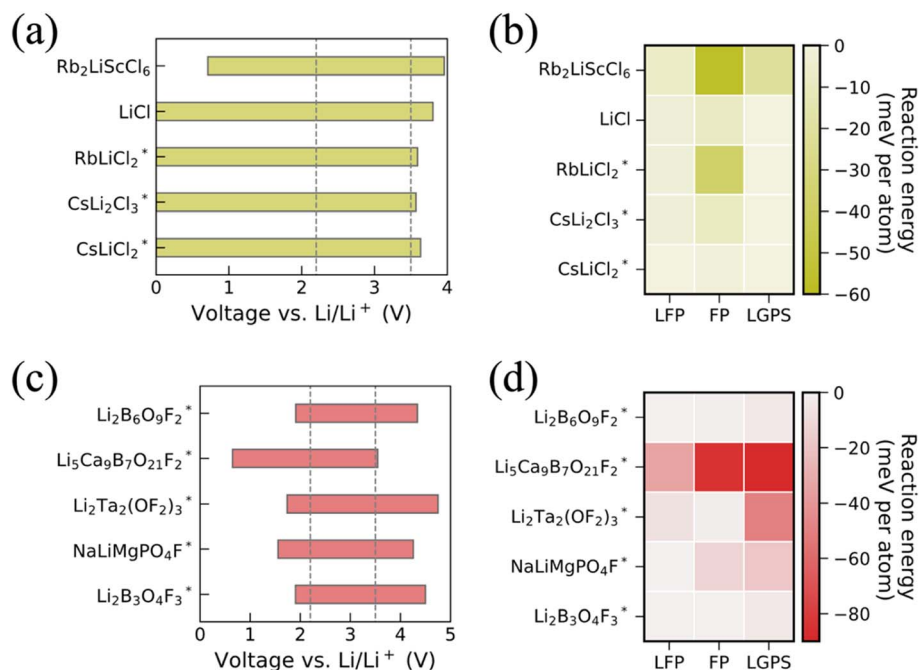 (a)
Rb₂LiScCl₆
LiCl
RbLiCl₂*
CsLi₂Cl₃*
CsLiCl₂*
0 1 2 3 4
Voltage vs. Li/Li⁺ (V)
(b)
Rb₂LiScCl₆
LiCl
RbLiCl₂*
CsLi₂Cl₃*
CsLiCl₂*
LFP FP LGPS
0
−10
−20
−30
−40
−50
−60
Reaction energy
(meV per atom)
(c)
Li₂B₆O₉F₂*
Li₅Ca₉B₇O₂₁F₂*
Li₂Ta₂(OF₂)₃*
NaLiMgPO₄F*
Li₂B₃O₄F₃*
0 1 2 3 4 5
Voltage vs. Li/Li⁺ (V)
(d)
Li₂B₆O₉F₂*
Li₅Ca₉B₇O₂₁F₂*
Li₂Ta₂(OF₂)₃*
NaLiMgPO₄F*
Li₂B₃O₄F₃*
LFP FP LGPS
0
−20
−40
−60
−80
Reaction energy
(meV per atom)